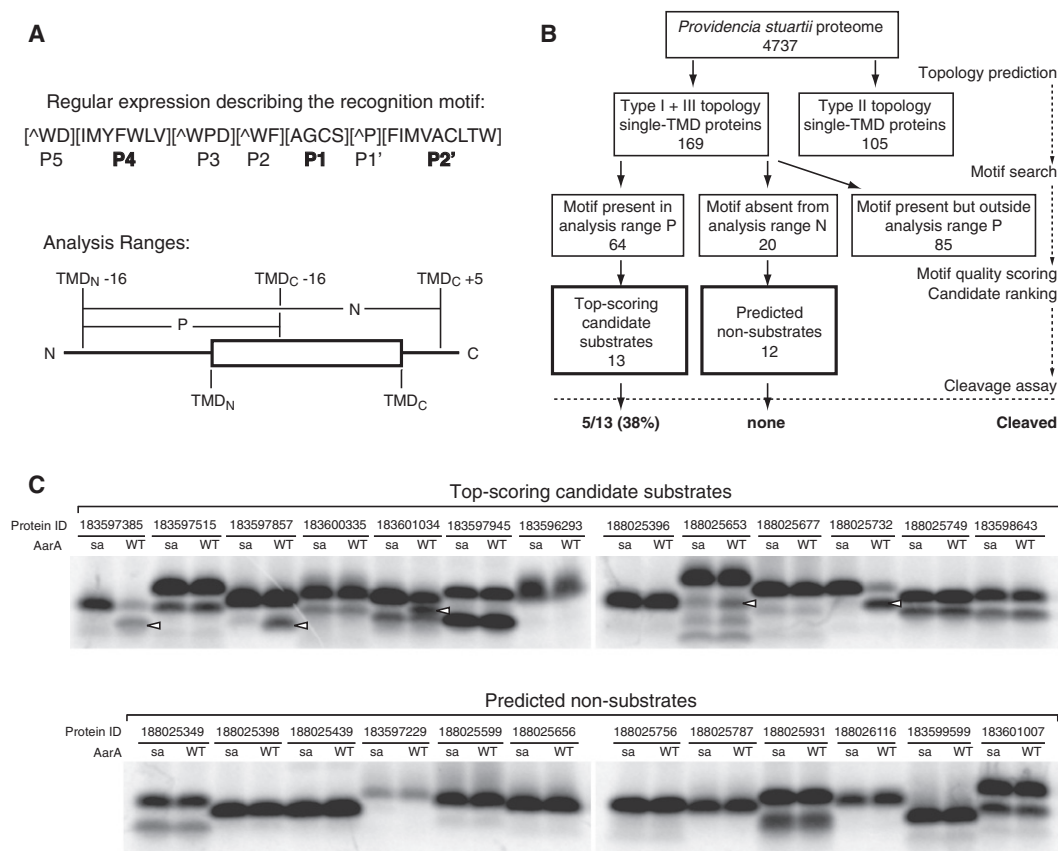 A
Regular expression describing the recognition motif:
[^WD][IMYFWLV][^WPD][^WF][AGCS][^P][FIMVACLTW]
P5 P4 P3 P2 P1 P1' P2'
Analysis Ranges:
TMDN -16 TMDC -16 TMDC +5
N
P
N C
TMDN TMDC
B
Providencia stuartii proteome
4737
Topology prediction
Type I + III topology
single-TMD proteins
169
Type II topology
single-TMD proteins
105
Motif search
Motif present in
analysis range P
64
Motif absent from
analysis range N
20
Motif present but outside
analysis range P
85
Motif quality scoring
Candidate ranking
Top-scoring
candidate
substrates
13
Predicted
non-substrates
12
Cleavage assay
5/13 (38%) none Cleaved
C
Top-scoring candidate substrates
Protein ID 183597385 183597515 183597857 183600335 183601034 183597945 183596293 188025396 188025653 188025677 188025732 188025749 183598643
AarA sa WT sa WT sa WT sa WT sa WT sa WT sa WT sa WT sa WT sa WT sa WT sa WT sa WT
Predicted non-substrates
Protein ID 188025349 188025398 188025439 183597229 188025599 188025656 188025756 188025787 188025931 188026116 183599599 183601007
AarA sa WT sa WT sa WT sa WT sa WT sa WT sa WT sa WT sa WT sa WT sa WT sa WT